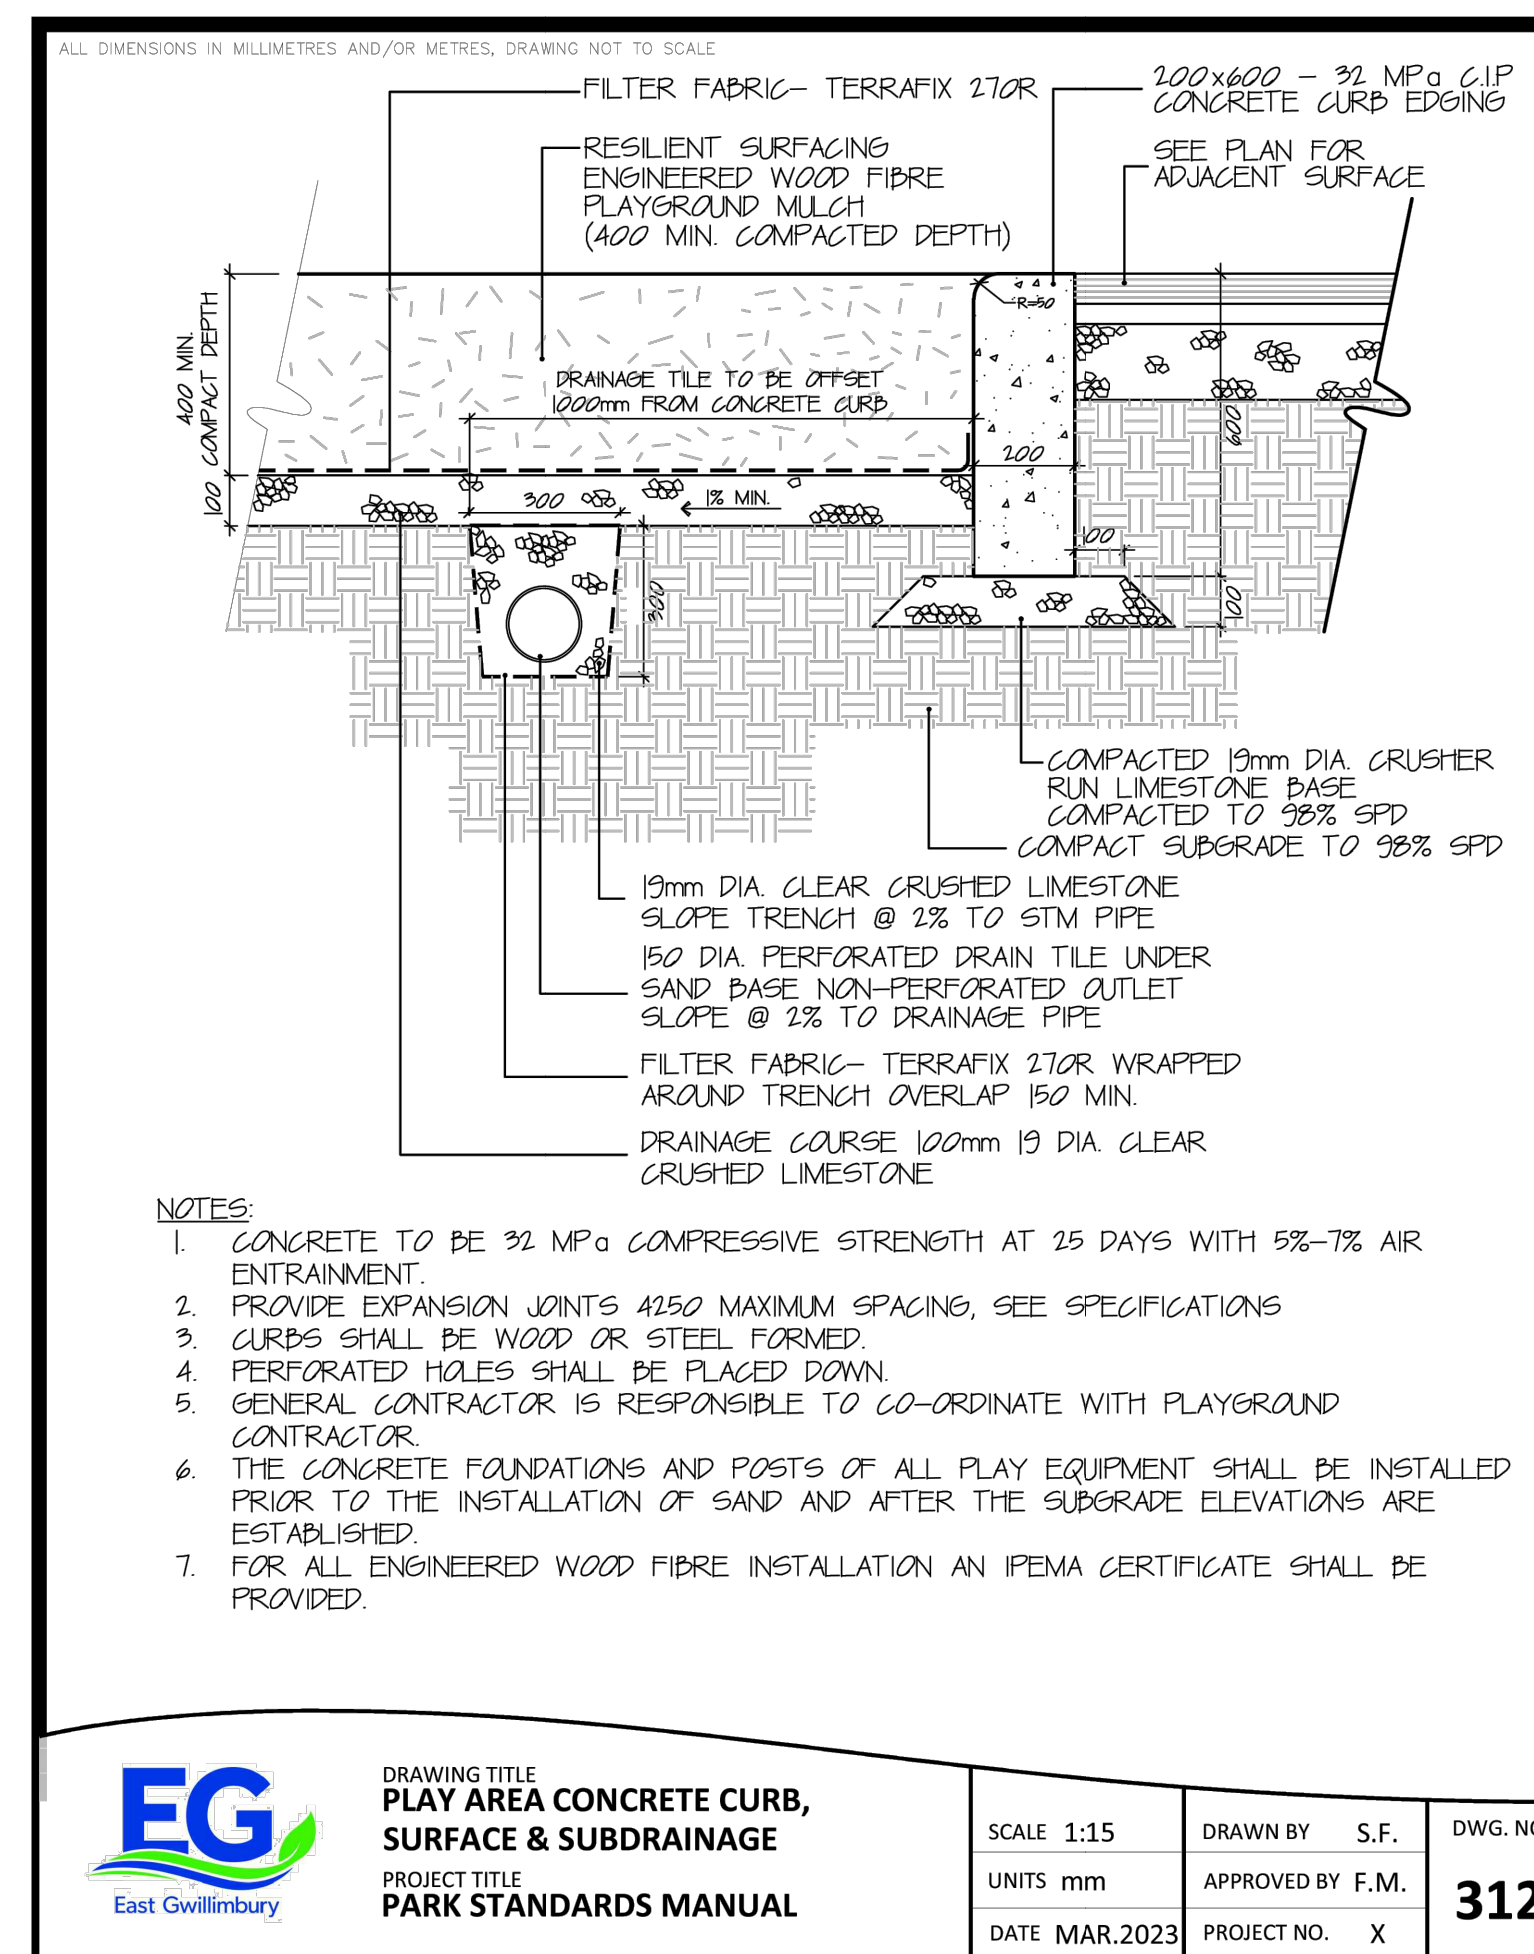 ALL DIMENSIONS IN MILLIMETRES AND/OR METRES, DRAWING NOT TO SCALE
FILTER FABRIC– TERRAFIX 270R
200x600 – 32 MPa C.I.P
CONCRETE CURB EDGING
RESILIENT SURFACING
ENGINEERED WOOD FIBRE
PLAYGROUND MULCH
(400 MIN. COMPACTED DEPTH)
SEE PLAN FOR
ADJACENT SURFACE
400 MIN.
COMPACT DEPTH
R=50
DRAINAGE TILE TO BE OFFSET
1000mm FROM CONCRETE CURB
600
200
100
300
1% MIN.
100
300
100
COMPACTED 19mm DIA. CRUSHER
RUN LIMESTONE BASE
COMPACTED TO 98% SPD
COMPACT SUBGRADE TO 98% SPD
19mm DIA. CLEAR CRUSHED LIMESTONE
SLOPE TRENCH @ 2% TO STM PIPE
150 DIA. PERFORATED DRAIN TILE UNDER
SAND BASE NON–PERFORATED OUTLET
SLOPE @ 2% TO DRAINAGE PIPE
FILTER FABRIC– TERRAFIX 270R WRAPPED
AROUND TRENCH OVERLAP 150 MIN.
DRAINAGE COURSE 100mm 19 DIA. CLEAR
CRUSHED LIMESTONE
NOTES:
1. CONCRETE TO BE 32 MPa COMPRESSIVE STRENGTH AT 25 DAYS WITH 5%–7% AIR
ENTRAINMENT.
2. PROVIDE EXPANSION JOINTS 4250 MAXIMUM SPACING, SEE SPECIFICATIONS
3. CURBS SHALL BE WOOD OR STEEL FORMED.
4. PERFORATED HOLES SHALL BE PLACED DOWN.
5. GENERAL CONTRACTOR IS RESPONSIBLE TO CO–ORDINATE WITH PLAYGROUND
CONTRACTOR.
6. THE CONCRETE FOUNDATIONS AND POSTS OF ALL PLAY EQUIPMENT SHALL BE INSTALLED
PRIOR TO THE INSTALLATION OF SAND AND AFTER THE SUBGRADE ELEVATIONS ARE
ESTABLISHED.
7. FOR ALL ENGINEERED WOOD FIBRE INSTALLATION AN IPEMA CERTIFICATE SHALL BE
PROVIDED.
EG
East Gwillimbury
DRAWING TITLE
PLAY AREA CONCRETE CURB,
SURFACE & SUBDRAINAGE
PROJECT TITLE
PARK STANDARDS MANUAL
SCALE 1:15
UNITS mm
DATE MAR.2023
DRAWN BY S.F.
APPROVED BY F.M.
PROJECT NO. X
DWG. NO
312